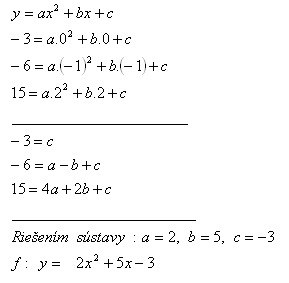 y = ax² + bx + c
− 3 = a.0² + b.0 + c
− 6 = a.(−1)² + b.(−1) + c
15 = a.2² + b.2 + c
− 3 = c
− 6 = a − b + c
15 = 4a + 2b + c
Riešením sústavy : a = 2, b = 5, c = −3
f : y = 2x² + 5x − 3